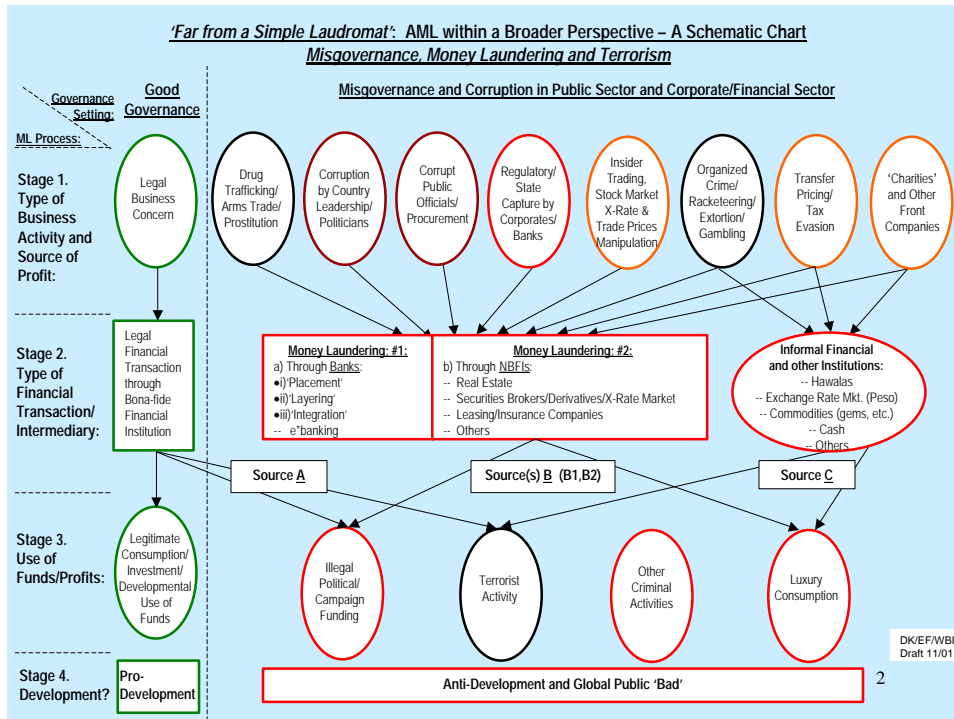 ‘Far from a Simple Laudromat’: AML within a Broader Perspective – A Schematic Chart
Misgovernance, Money Laundering and Terrorism
Governance
Setting:
Good
Governance
Misgovernance and Corruption in Public Sector and Corporate/Financial Sector
ML Process:
Stage 1.
Type of
Business
Activity and
Source of
Profit:
Legal
Business
Concern
Drug
Trafficking/
Arms Trade/
Prostitution
Corruption
by Country
Leadership/
Politicians
Corrupt
Public
Officials/
Procurement
Regulatory/
State
Capture by
Corporates/
Banks
Insider
Trading,
Stock Market
X-Rate &
Trade Prices
Manipulation
Organized
Crime/
Racketeering/
Extortion/
Gambling
Transfer
Pricing/
Tax
Evasion
‘Charities’
and Other
Front
Companies
Stage 2.
Type of
Financial
Transaction/
Intermediary:
Legal
Financial
Transaction
through
Bona-fide
Financial
Institution
Money Laundering: #1:
a) Through Banks:
•i)‘Placement’
•ii)‘Layering’
•iii)‘Integration’
-- e*banking
Money Laundering: #2:
b) Through NBFIs:
-- Real Estate
-- Securities Brokers/Derivatives/X-Rate Market
-- Leasing/Insurance Companies
-- Others
Informal Financial
and other Institutions:
-- Hawalas
-- Exchange Rate Mkt. (Peso)
-- Commodities (gems, etc.)
-- Cash
-- Others
Source A
Source(s) B (B1,B2)
Source C
Stage 3.
Use of
Funds/Profits:
Legitimate
Consumption/
Investment/
Developmental
Use of
Funds
Illegal
Political/
Campaign
Funding
Terrorist
Activity
Other
Criminal
Activities
Luxury
Consumption
DK/EF/WBI
Draft 11/01
Stage 4.
Development?
Pro-
Development
Anti-Development and Global Public ‘Bad’
2